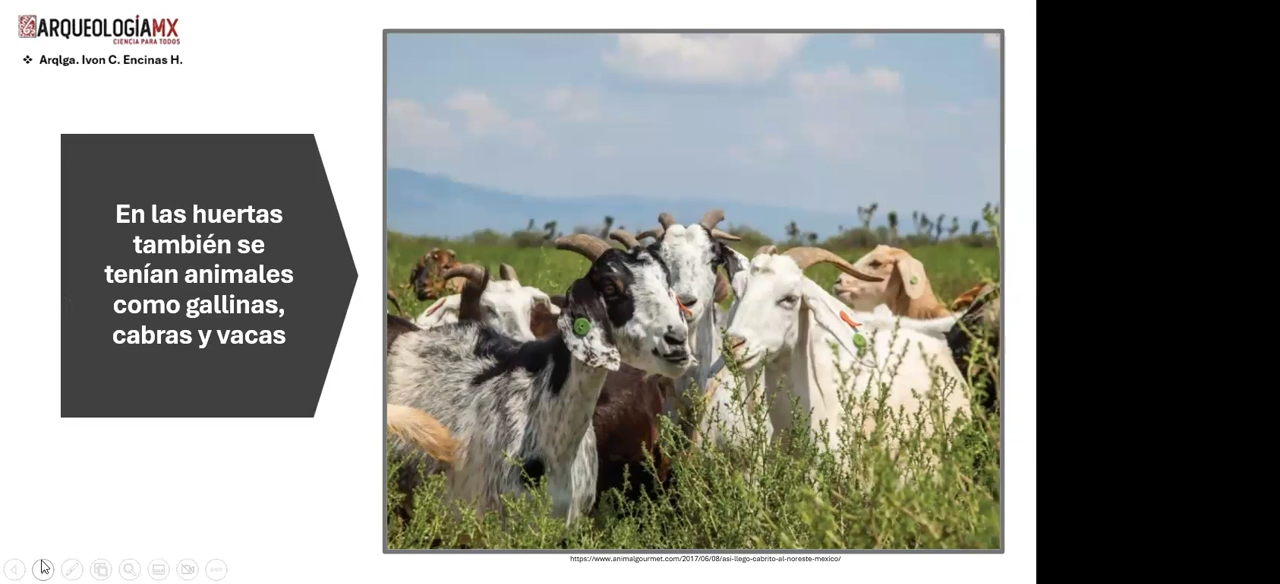 ARQUEOLOGÍAMX
CIENCIA PARA TODOS
❖ Arqlga. Ivon C. Encinas H.
En las huertas
también se
tenían animales
como gallinas,
cabras y vacas
https://www.animalgourmet.com/2017/06/08/asi-llego-cabrito-al-noreste-mexico/